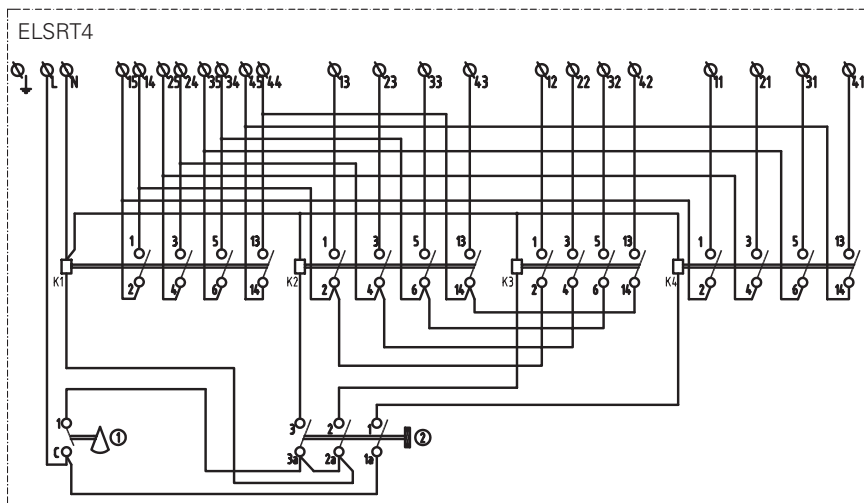 ELSRT4
L N 15 14 25 24 35 34 45 44 13 23 33 43 12 22 32 42 11 21 31 41
1 3 5 13 1 3 5 13 1 3 5 13 1 3 5 13
K1 K2 K3 K4
2 4 6 14 2 4 6 14 2 4 6 14 2 4 6 14
1 ① 3 2 1 ②
C 3a 2a 1a